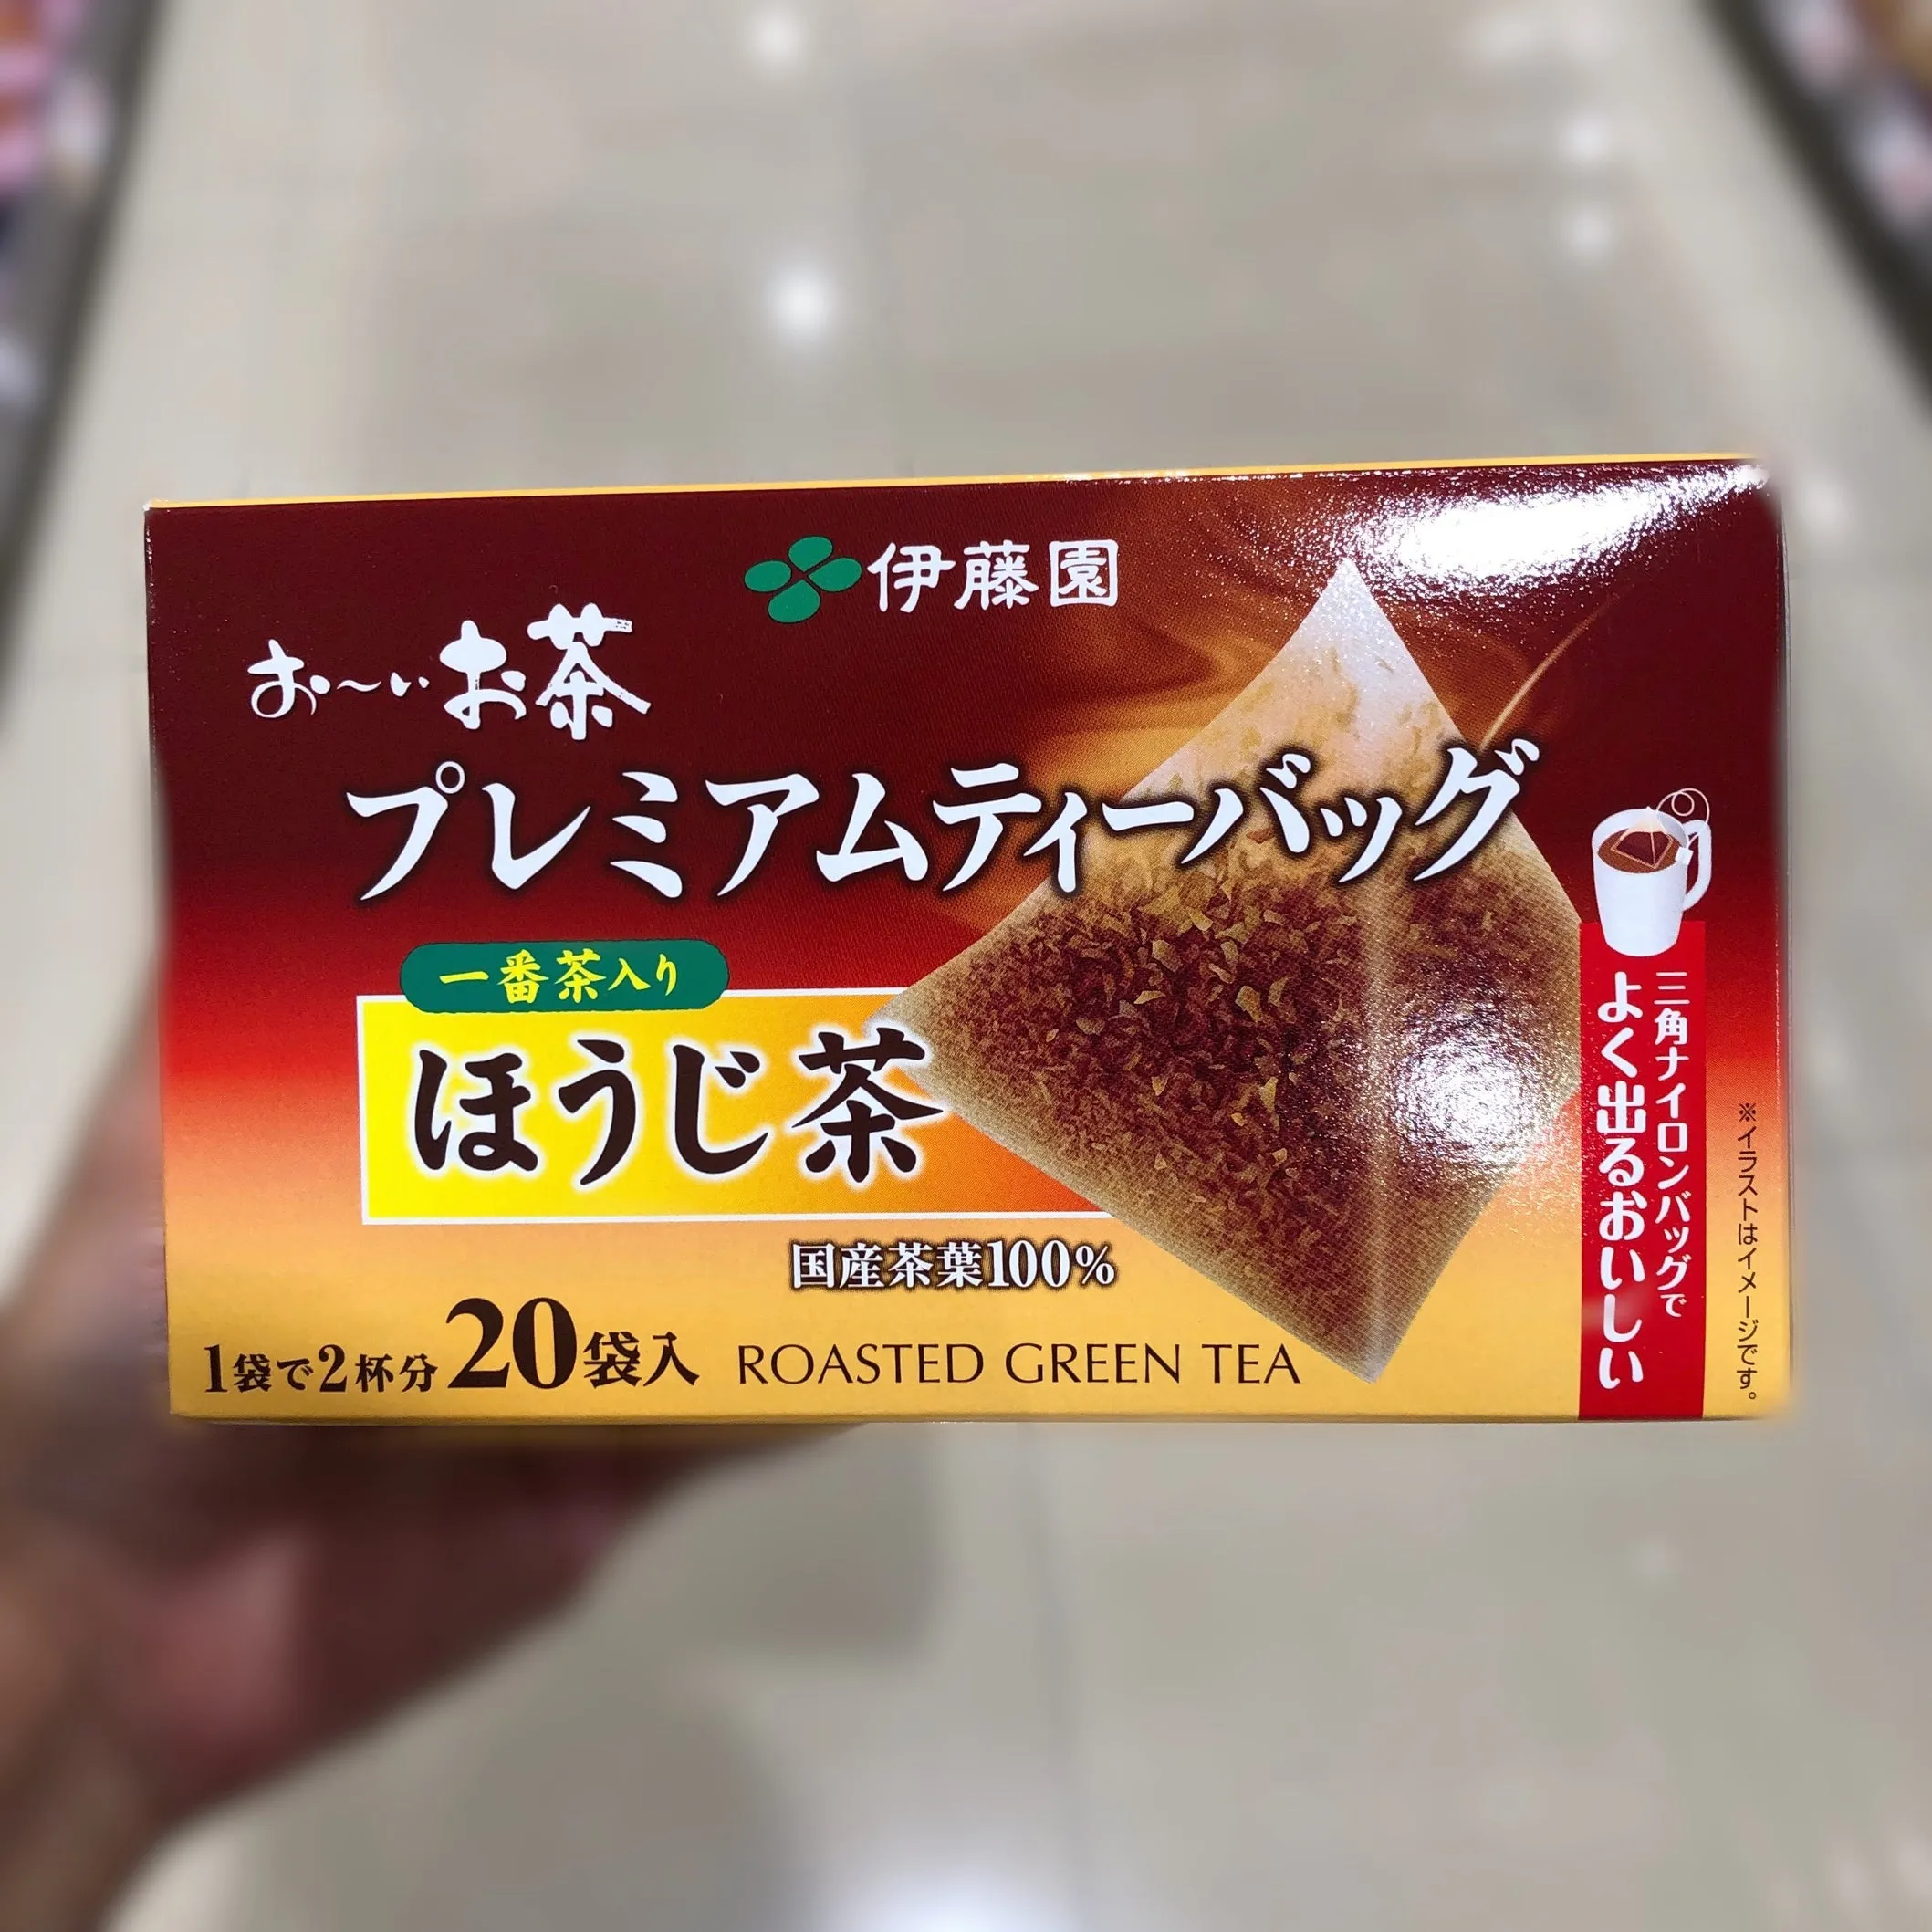 伊藤園
お～いお茶
プレミアムティーバッグ
一番茶入り
ほうじ茶
国産茶葉100%
1袋で2杯分 20袋入 ROASTED GREEN TEA
三角ナイロンバッグで
よく出るおいしい
※イラストはイメージです。